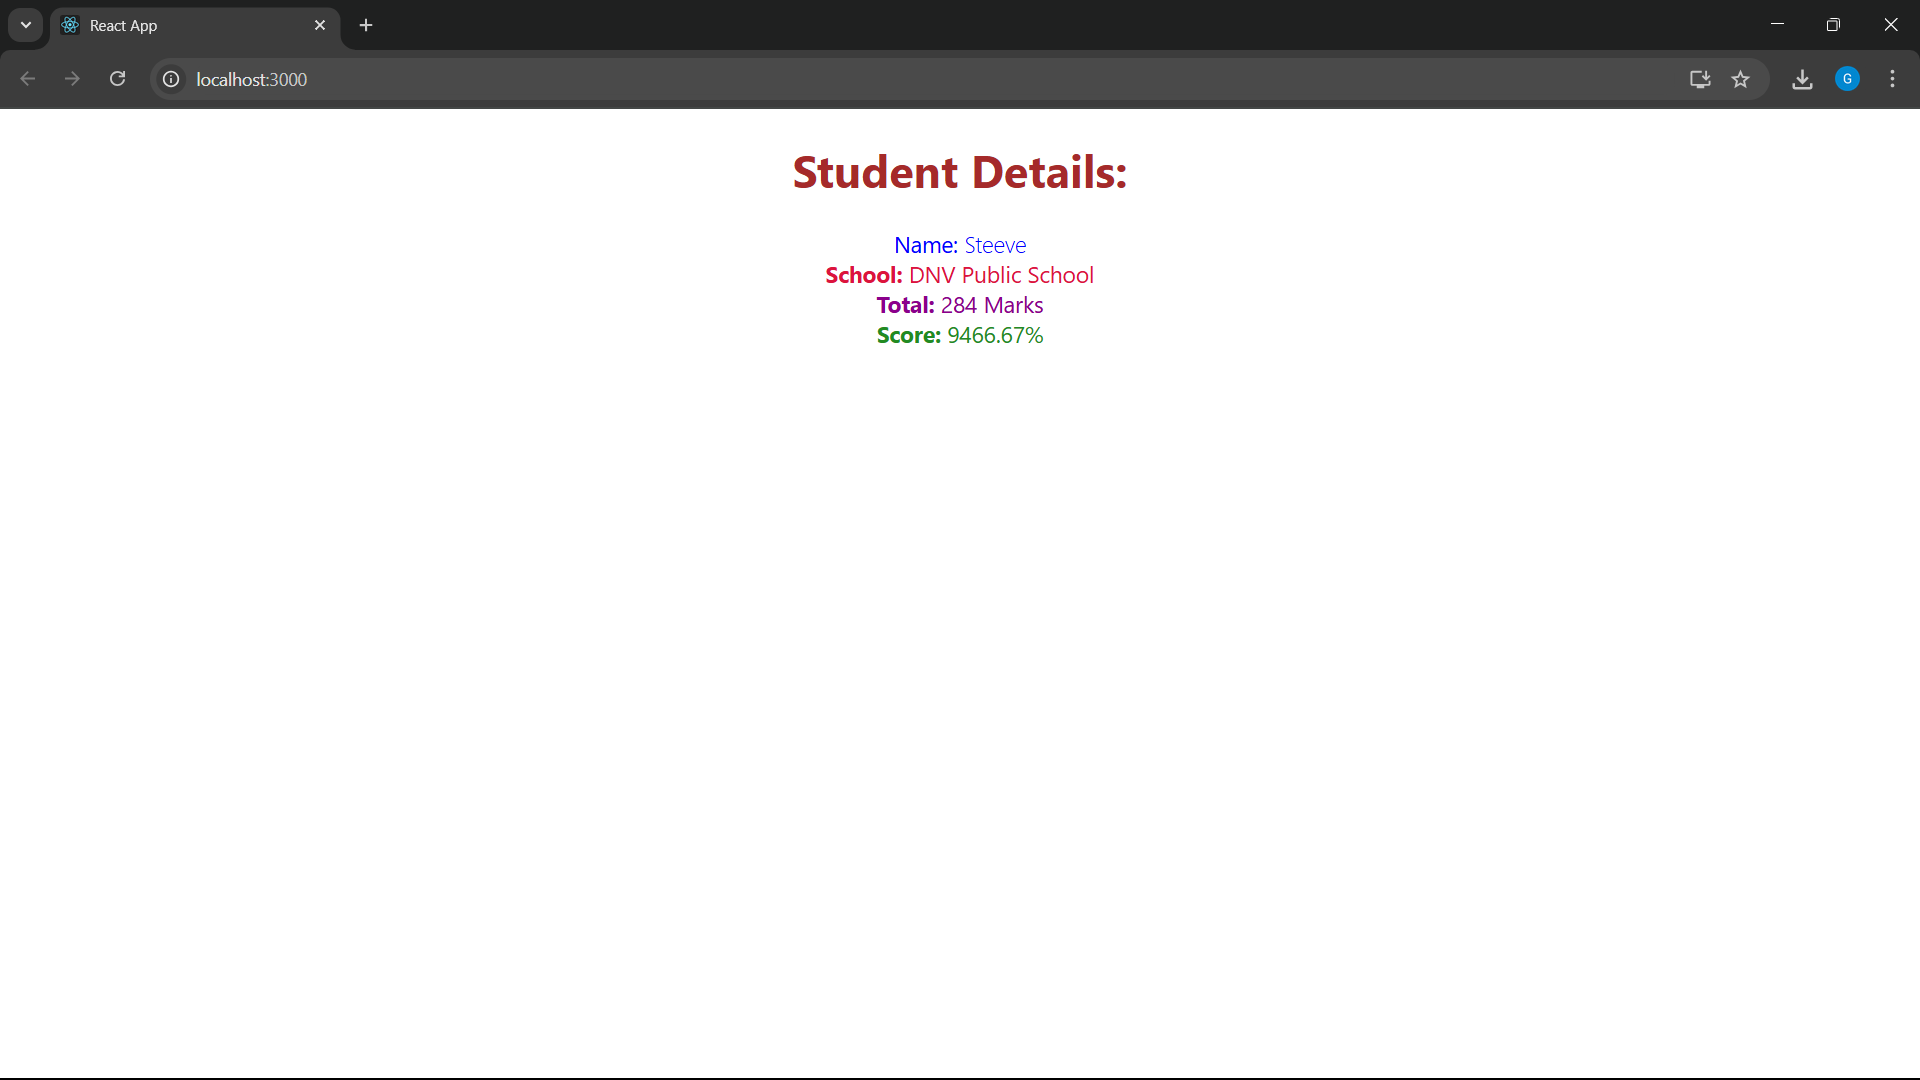 React App
localhost:3000
G
Student Details:
Name: Steeve
School: DNV Public School
Total: 284 Marks
Score: 9466.67%